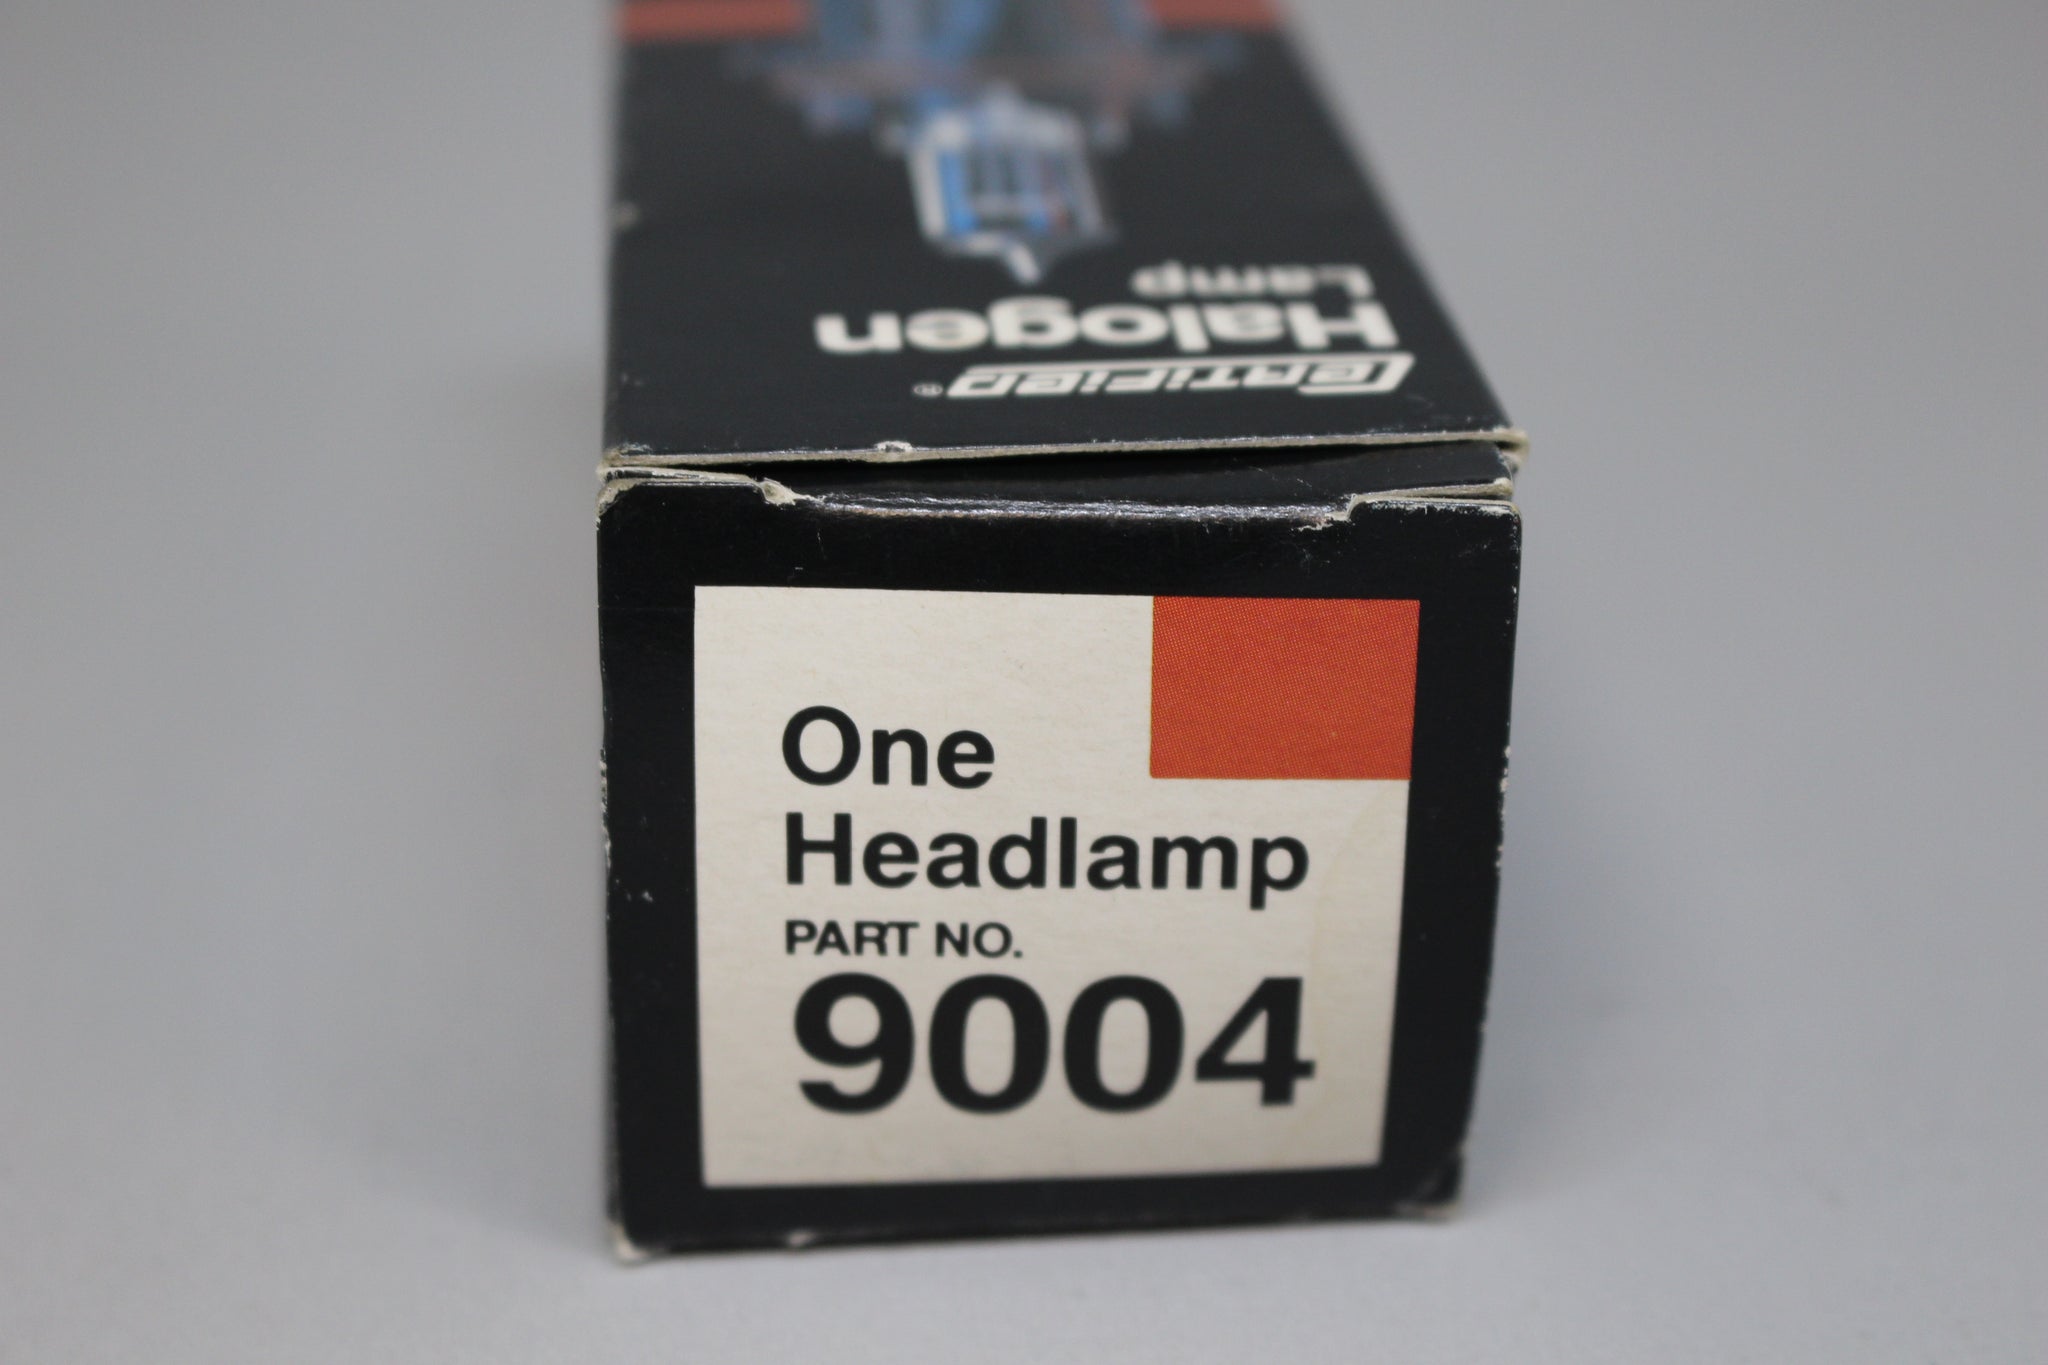 Certified®
Halogen
Lamp
One
Headlamp
PART NO.
9004